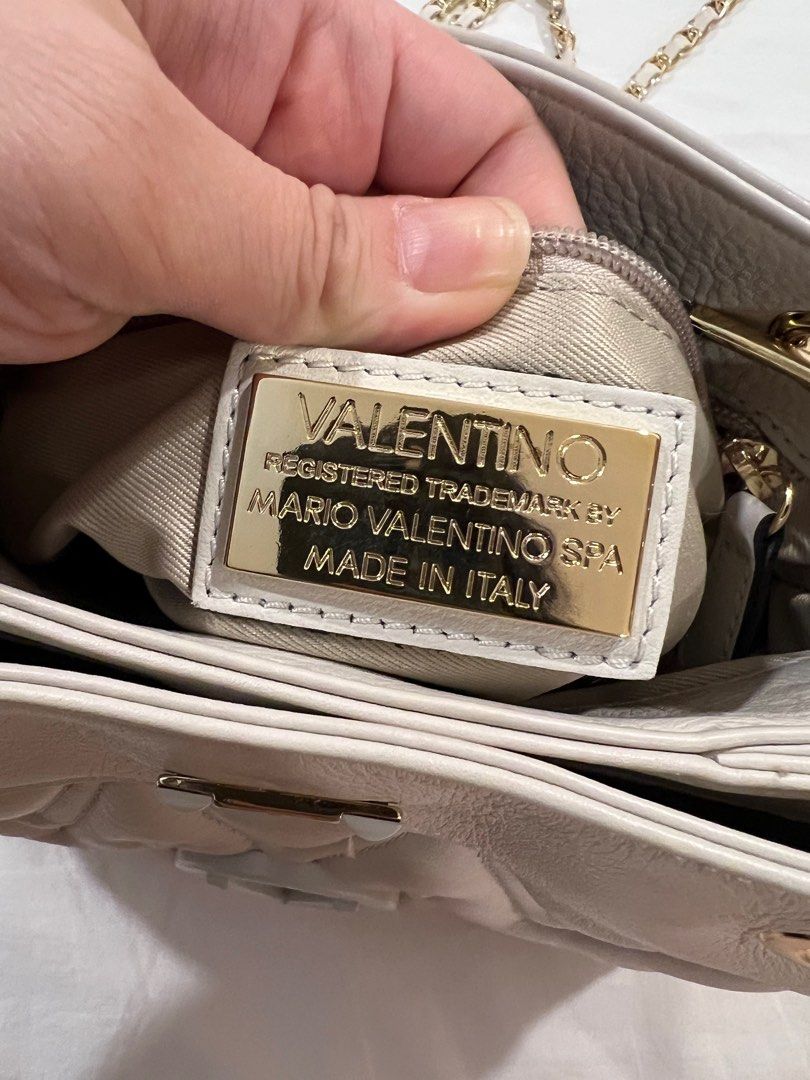 VALENTINO
REGISTERED TRADEMARK BY
MARIO VALENTINO SPA
MADE IN ITALY